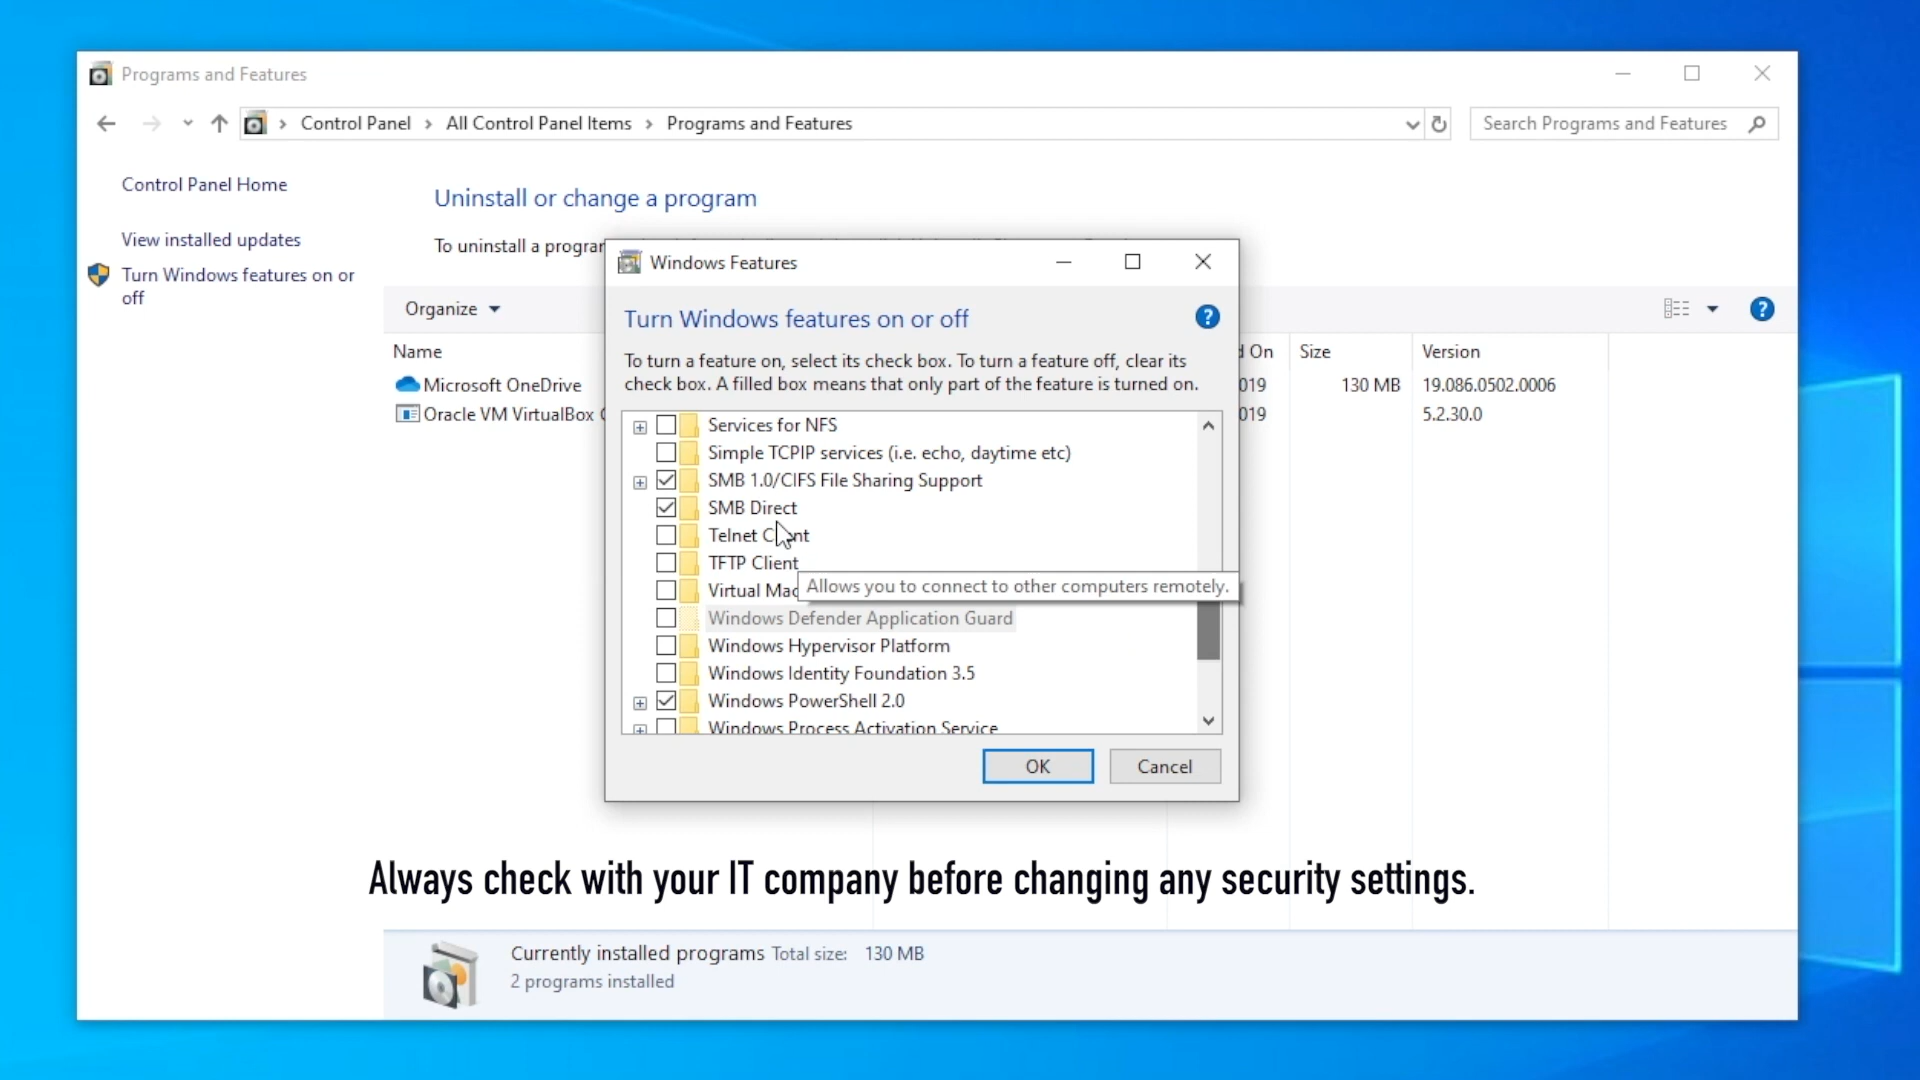 Programs and Features
Control Panel > All Control Panel Items > Programs and Features
Search Programs and Features
Control Panel Home
View installed updates
Turn Windows features on or
off
Uninstall or change a program
To uninstall a program
Organize
Name
d On
Size
Version
Microsoft OneDrive
019
130 MB
19.086.0502.0006
Oracle VM VirtualBox
019
5.2.30.0
Windows Features
Turn Windows features on or off
To turn a feature on, select its check box. To turn a feature off, clear its
check box. A filled box means that only part of the feature is turned on.
Services for NFS
Simple TCPIP services (i.e. echo, daytime etc)
SMB 1.0/CIFS File Sharing Support
SMB Direct
Telnet Client
TFTP Client
Virtual Mac
Allows you to connect to other computers remotely.
Windows Defender Application Guard
Windows Hypervisor Platform
Windows Identity Foundation 3.5
Windows PowerShell 2.0
Windows Process Activation Service
OK
Cancel
Always check with your IT company before changing any security settings.
Currently installed programs Total size: 130 MB
2 programs installed